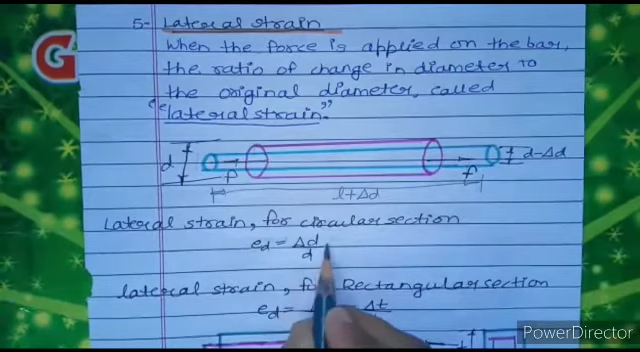 5- Lateral strain
When the force is applied on the bar,
the ratio of change in diameter to
the original diameter, called
"lateral strain."
d
P
P
d-Δd
l+Δd
Lateral strain, for circular section
ed = Δd
d
lateral strain, Rectangular section
ed = Δt
PowerDirector
G